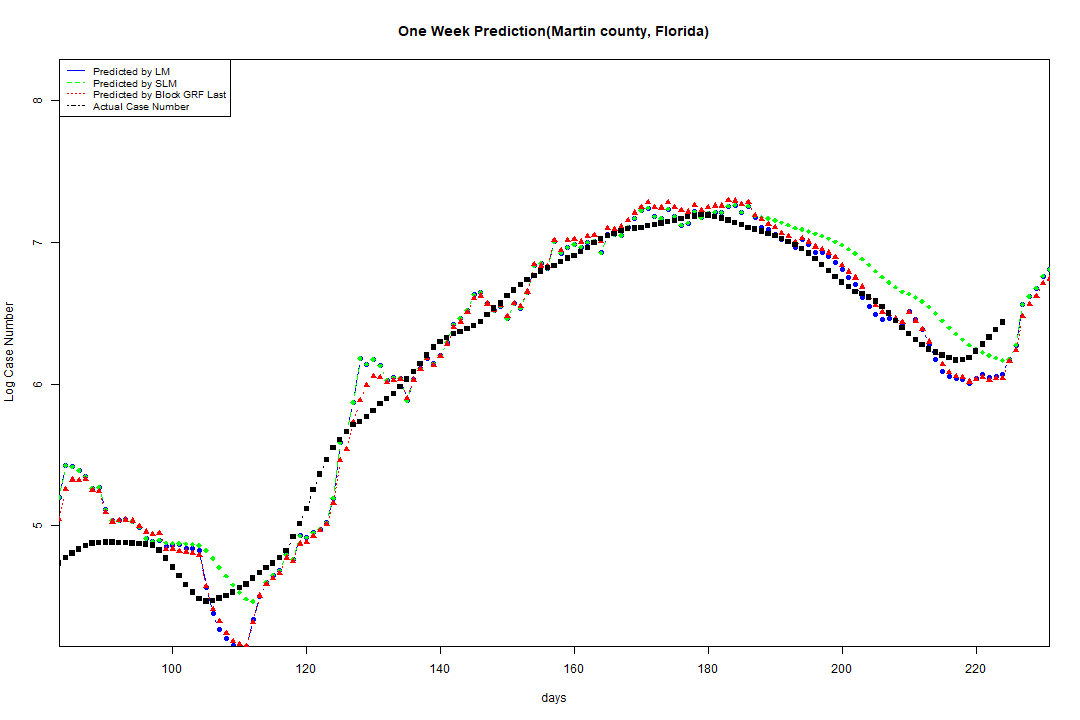 One Week Prediction(Martin county, Florida)
Predicted by LM
Predicted by SLM
Predicted by Block GRF Last
Actual Case Number
8
7
6
5
Log Case Number
100 120 140 160 180 200 220
days